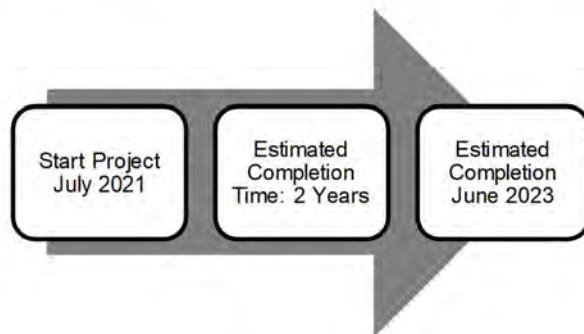 Start Project
July 2021
Estimated
Completion
Time: 2 Years
Estimated
Completion
June 2023